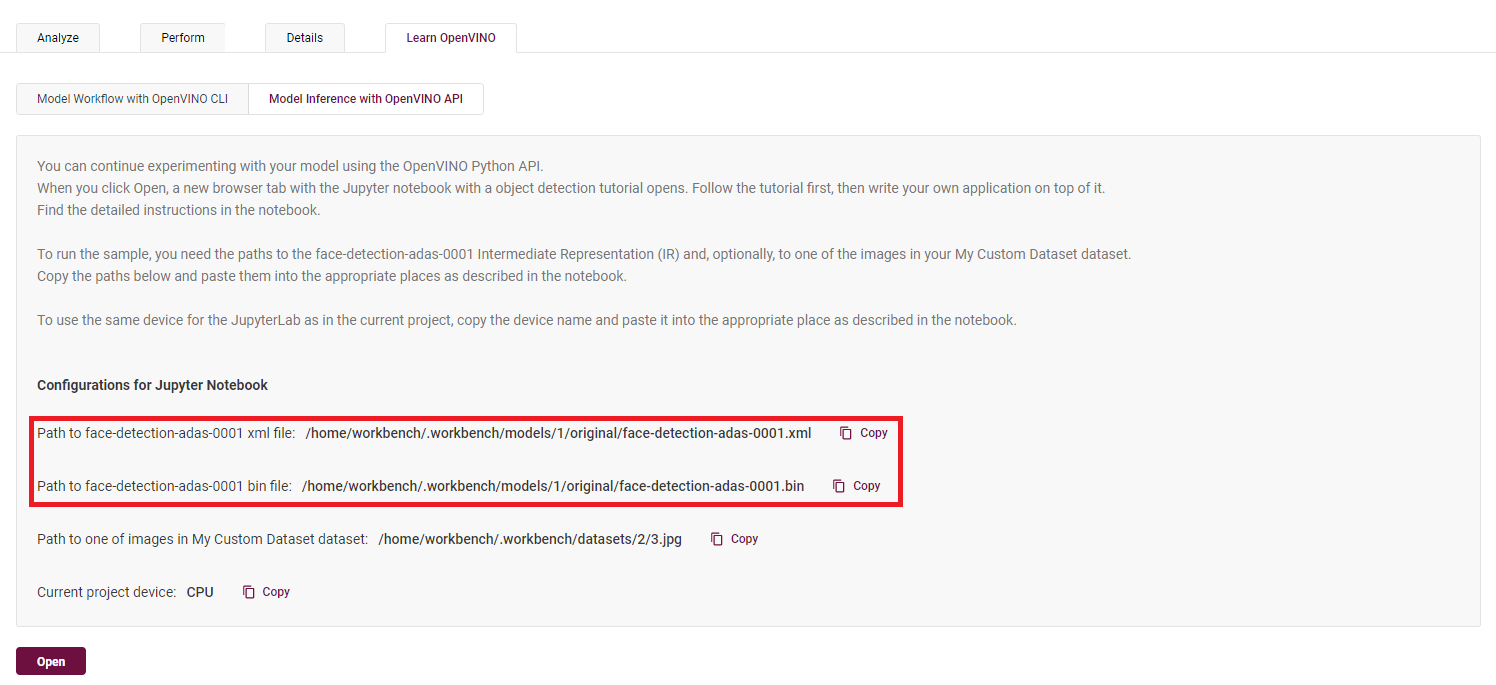 Analyze Perform Details Learn OpenVINO
Model Workflow with OpenVINO CLI Model Inference with OpenVINO API
You can continue experimenting with your model using the OpenVINO Python API.
When you click Open, a new browser tab with the Jupyter notebook with a object detection tutorial opens. Follow the tutorial first, then write your own application on top of it.
Find the detailed instructions in the notebook.
To run the sample, you need the paths to the face-detection-adas-0001 Intermediate Representation (IR) and, optionally, to one of the images in your My Custom Dataset dataset.
Copy the paths below and paste them into the appropriate places as described in the notebook.
To use the same device for the JupyterLab as in the current project, copy the device name and paste it into the appropriate place as described in the notebook.
Configurations for Jupyter Notebook
Path to face-detection-adas-0001 xml file: /home/workbench/.workbench/models/1/original/face-detection-adas-0001.xml Copy
Path to face-detection-adas-0001 bin file: /home/workbench/.workbench/models/1/original/face-detection-adas-0001.bin Copy
Path to one of images in My Custom Dataset dataset: /home/workbench/.workbench/datasets/2/3.jpg Copy
Current project device: CPU Copy
Open